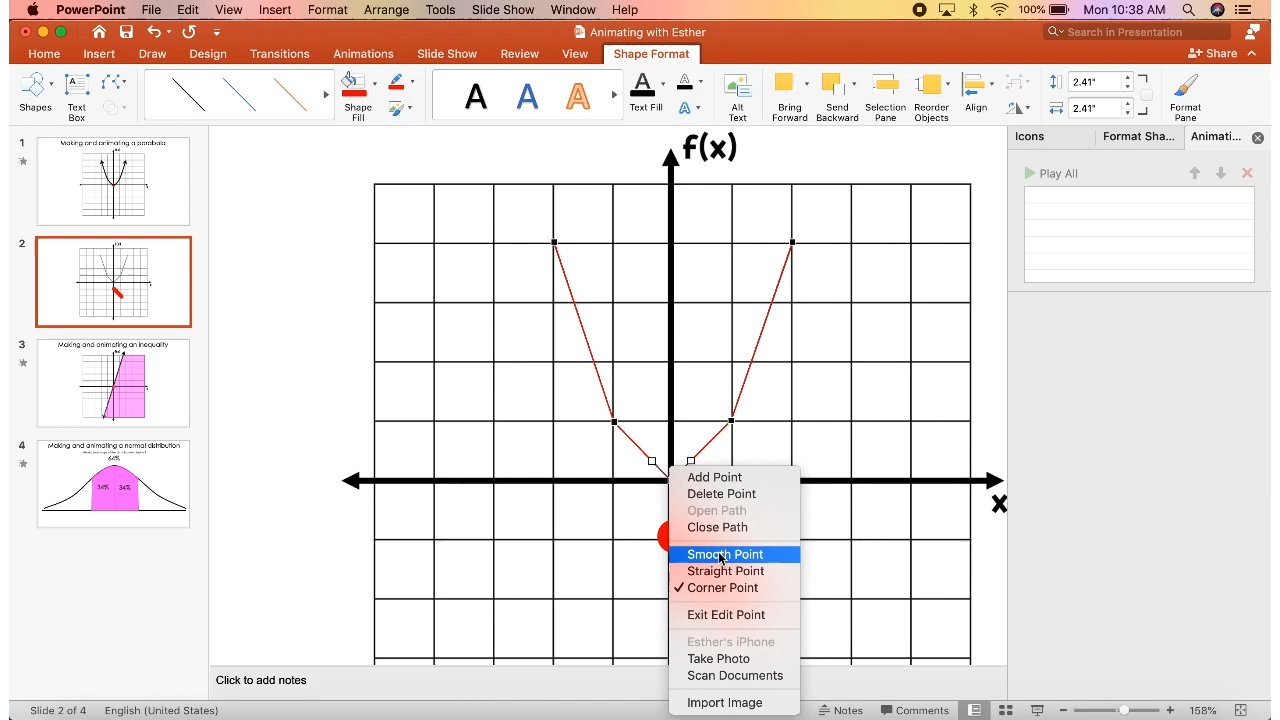 PowerPoint File Edit View Insert Format Arrange Tools Slide Show Window Help 100% Mon 10:38 AM
Animating with Esther
Search in Presentation
Home Insert Draw Design Transitions Animations Slide Show Review View Shape Format Share
Shapes
Text Box
A A A
Shape Fill
Text Fill
Alt Text
Bring Forward
Send Backward
Selection Pane
Reorder Objects
Align
2.41"
2.41"
Format Pane
1
Making and animating a parabola
2
3
Making and animating an inequality
4
Making and animating a normal distribution
64%
34% 34%
f(x)
x
Add Point
Delete Point
Open Path
Close Path
Smooth Point
Straight Point
Corner Point
Exit Edit Point
Esther's iPhone
Take Photo
Scan Documents
Import Image
Icons Format Sha... Animati...
Play All
Click to add notes
Slide 2 of 4 English (United States) Notes Comments 158%